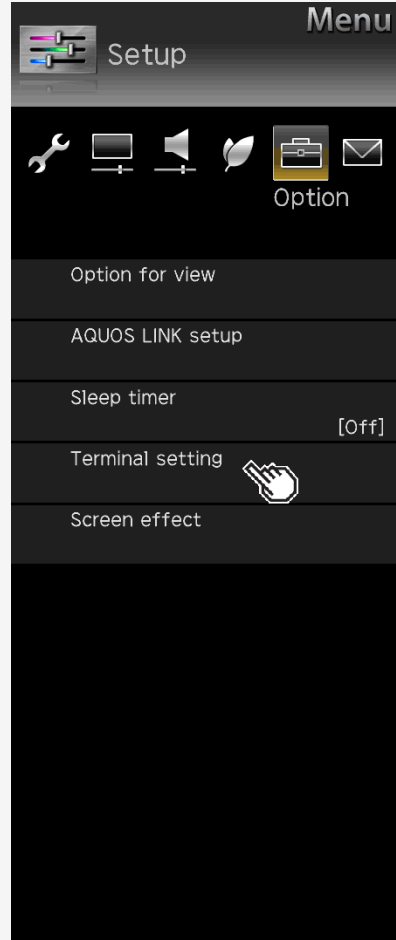 Menu
Setup
Option
Option for view
AQUOS LINK setup
Sleep timer
[Off]
Terminal setting
Screen effect